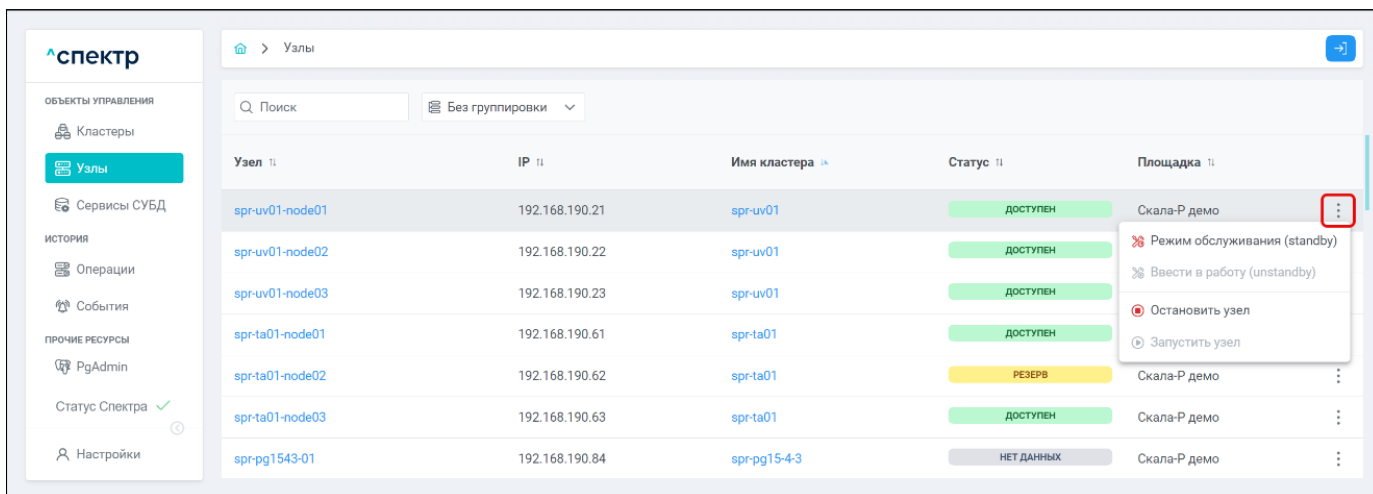 ^спектр
ОБЪЕКТЫ УПРАВЛЕНИЯ
Кластеры
Узлы
Сервисы СУБД
ИСТОРИЯ
Операции
События
ПРОЧИЕ РЕСУРСЫ
PgAdmin
Статус Спектра
Настройки
Узлы
Поиск
Без группировки
Узел IP Имя кластера Статус Площадка
spr-uv01-node01 192.168.190.21 spr-uv01 ДОСТУПЕН Скала-Р демо
spr-uv01-node02 192.168.190.22 spr-uv01 ДОСТУПЕН
spr-uv01-node03 192.168.190.23 spr-uv01 ДОСТУПЕН
spr-ta01-node01 192.168.190.61 spr-ta01 ДОСТУПЕН
spr-ta01-node02 192.168.190.62 spr-ta01 РЕЗЕРВ Скала-Р демо
spr-ta01-node03 192.168.190.63 spr-ta01 ДОСТУПЕН Скала-Р демо
spr-pg1543-01 192.168.190.84 spr-pg15-4-3 НЕТ ДАННЫХ Скала-Р демо
Режим обслуживания (standby)
Ввести в работу (unstandby)
Остановить узел
Запустить узел